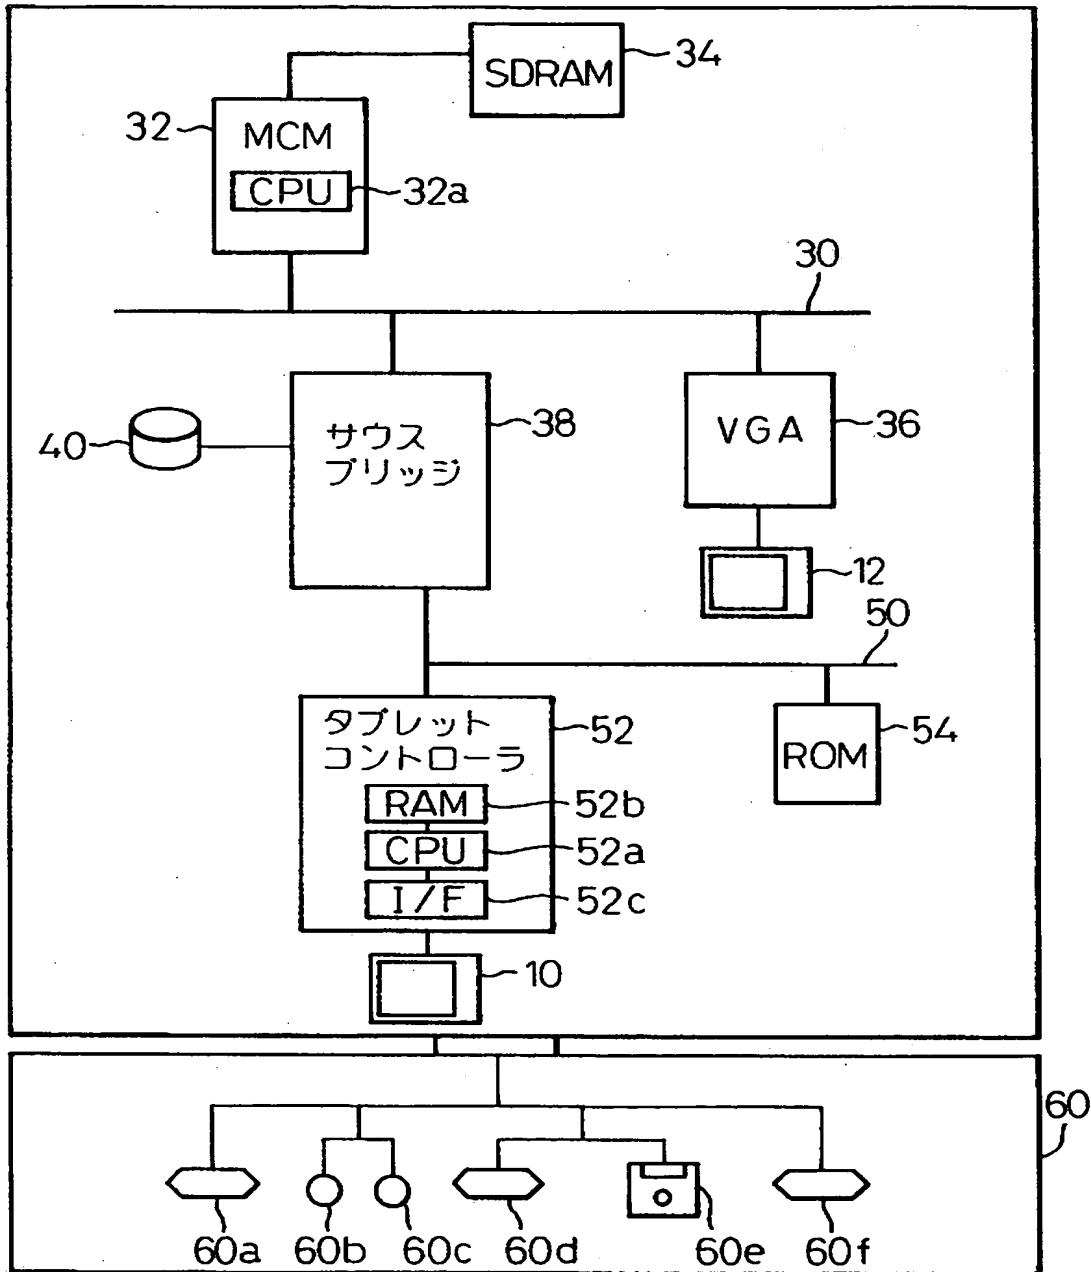 SDRAM
34
32
MCM
CPU
32a
30
40
サウス
ブリッジ
38
VGA
36
12
50
タブレット
コントローラ
52
ROM
54
RAM
52b
CPU
52a
I/F
52c
10
60
60a
60b
60c
60d
60e
60f